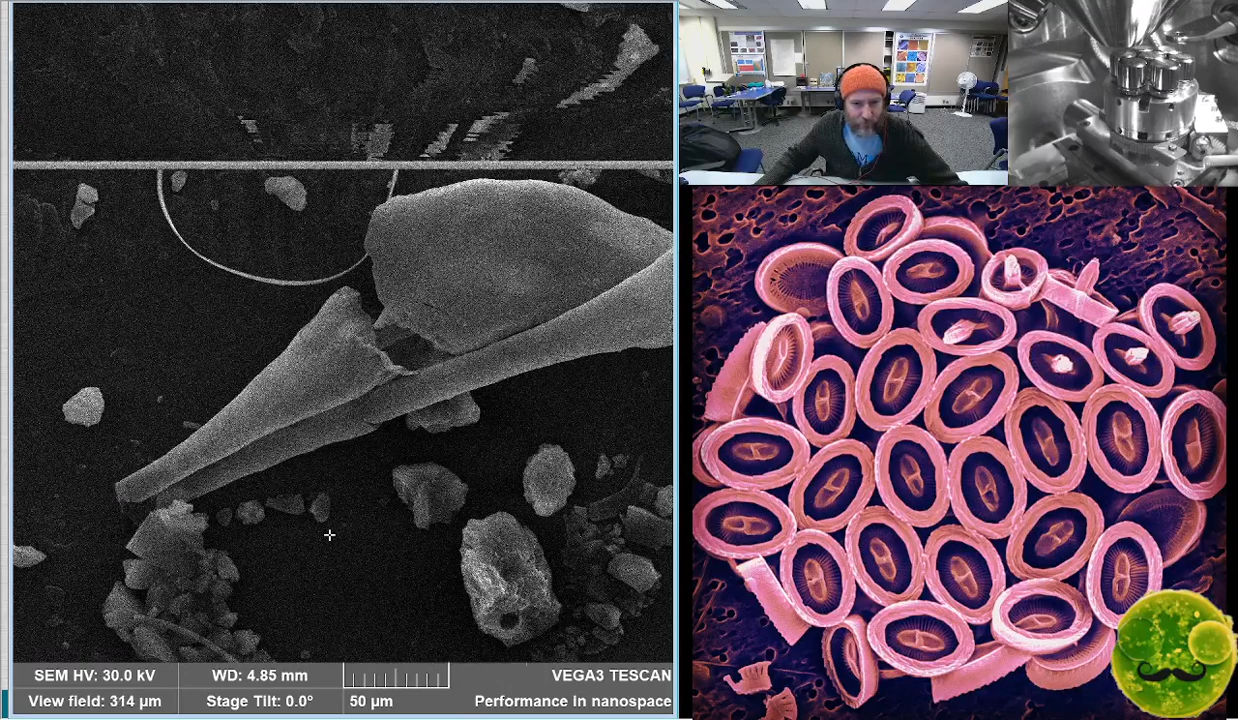 SEM HV: 30.0 kV
WD: 4.85 mm
VEGA3 TESCAN
View field: 314 µm
Stage Tilt: 0.0°
50 µm
Performance in nanospace